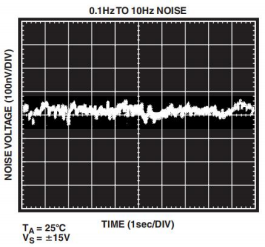 0.1Hz TO 10Hz NOISE
NOISE VOLTAGE (100nV/DIV)
TIME (1sec/DIV)
TA = 25°C
VS = ±15V